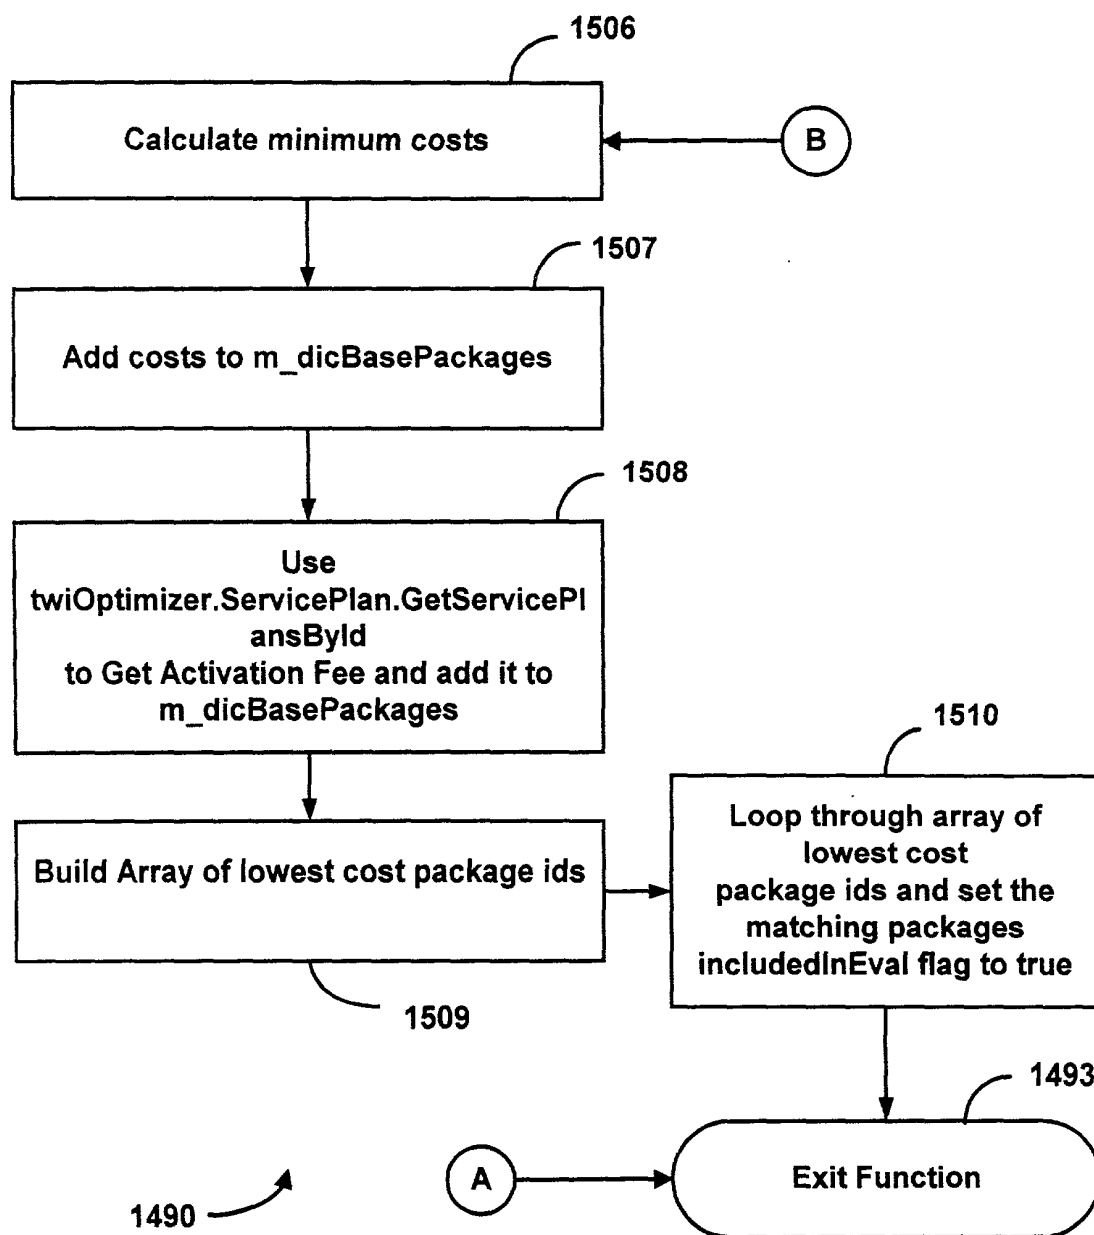 1506
Calculate minimum costs
B
1507
Add costs to m_dicBasePackages
1508
Use
twiOptimizer.ServicePlan.GetServicePl
ansById
to Get Activation Fee and add it to
m_dicBasePackages
1510
Build Array of lowest cost package ids
1509
Loop through array of
lowest cost
package ids and set the
matching packages
includedInEval flag to true
1493
A
Exit Function
1490